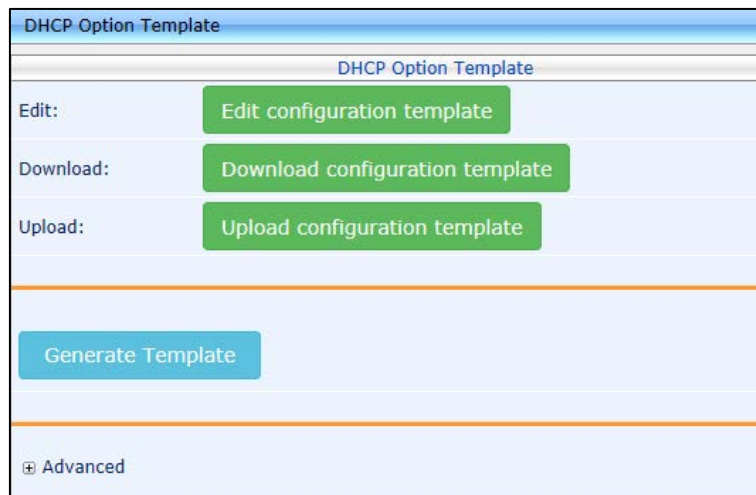 DHCP Option Template
DHCP Option Template
Edit: Edit configuration template
Download: Download configuration template
Upload: Upload configuration template
Generate Template
Advanced